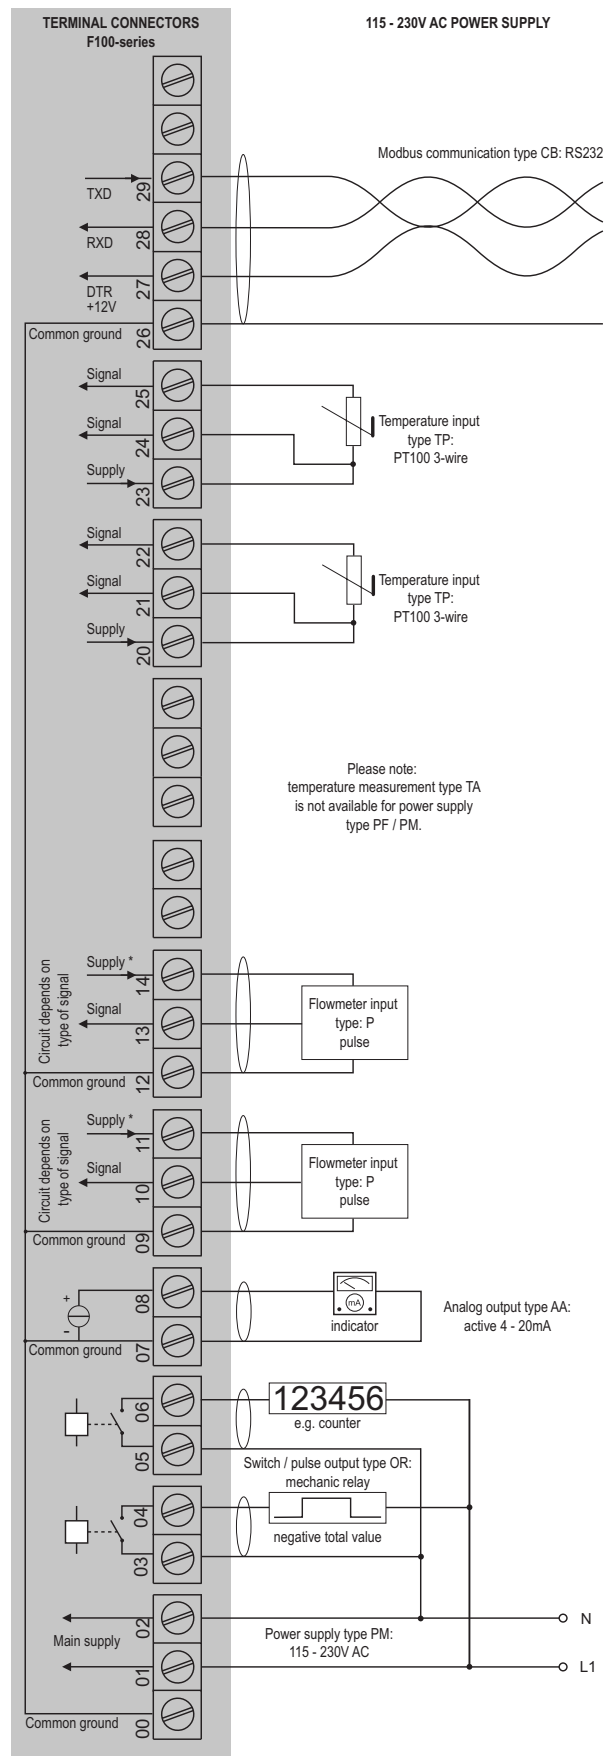 TERMINAL CONNECTORS
F100-series
115 - 230V AC POWER SUPPLY
Modbus communication type CB: RS232
TXD
29
RXD
28
DTR
+12V
27
Common ground
26
Signal
25
Signal
24
Supply
23
Temperature input
type TP:
PT100 3-wire
Signal
22
Signal
21
Supply
20
Temperature input
type TP:
PT100 3-wire
Please note:
temperature measurement type TA
is not available for power supply
type PF / PM.
Circuit depends on
type of signal
Supply *
14
Signal
13
Common ground
12
Flowmeter input
type: P
pulse
Circuit depends on
type of signal
Supply *
11
Signal
10
Common ground
09
Flowmeter input
type: P
pulse
+
08
-
Common ground
07
mA
indicator
Analog output type AA:
active 4 - 20mA
06
123456
e.g. counter
05
Switch / pulse output type OR:
mechanic relay
04
negative total value
03
02
N
Main supply
Power supply type PM:
115 - 230V AC
01
L1
Common ground
00